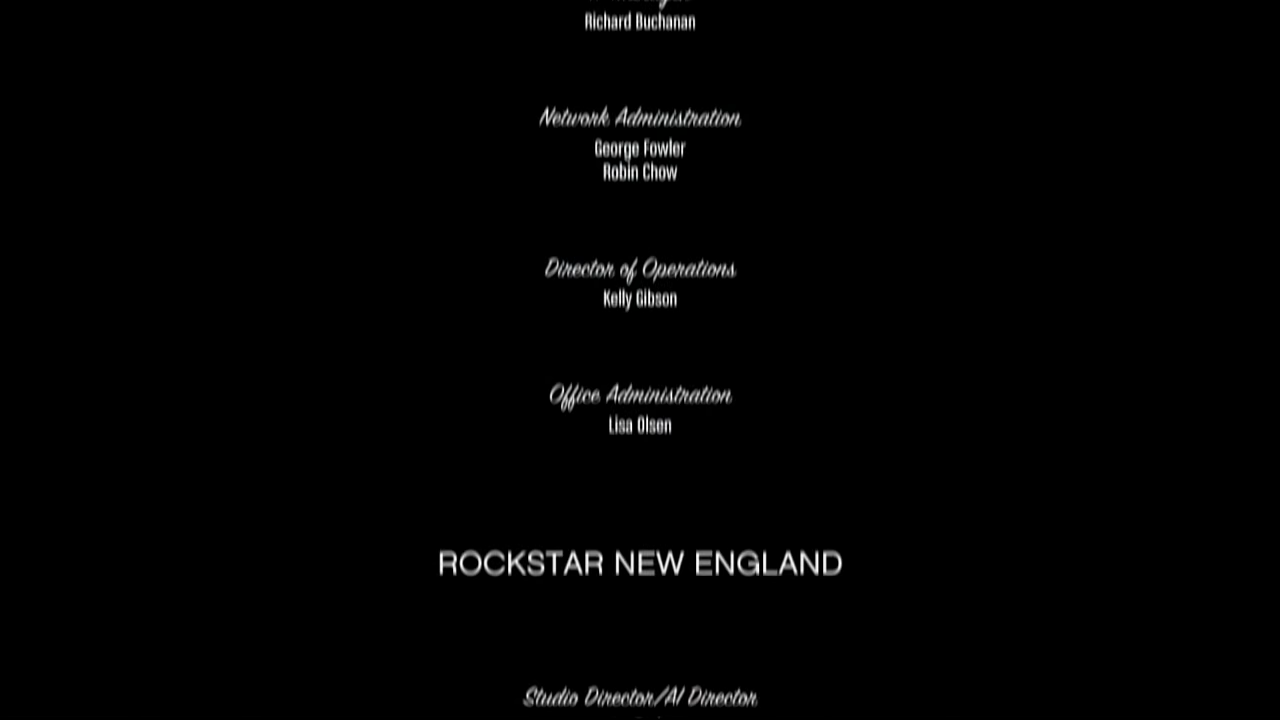 Richard Buchanan
Network Administration
George Fowler
Robin Chow
Director of Operations
Kelly Gibson
Office Administration
Lisa Olsen
ROCKSTAR NEW ENGLAND
Studio Director/AI Director